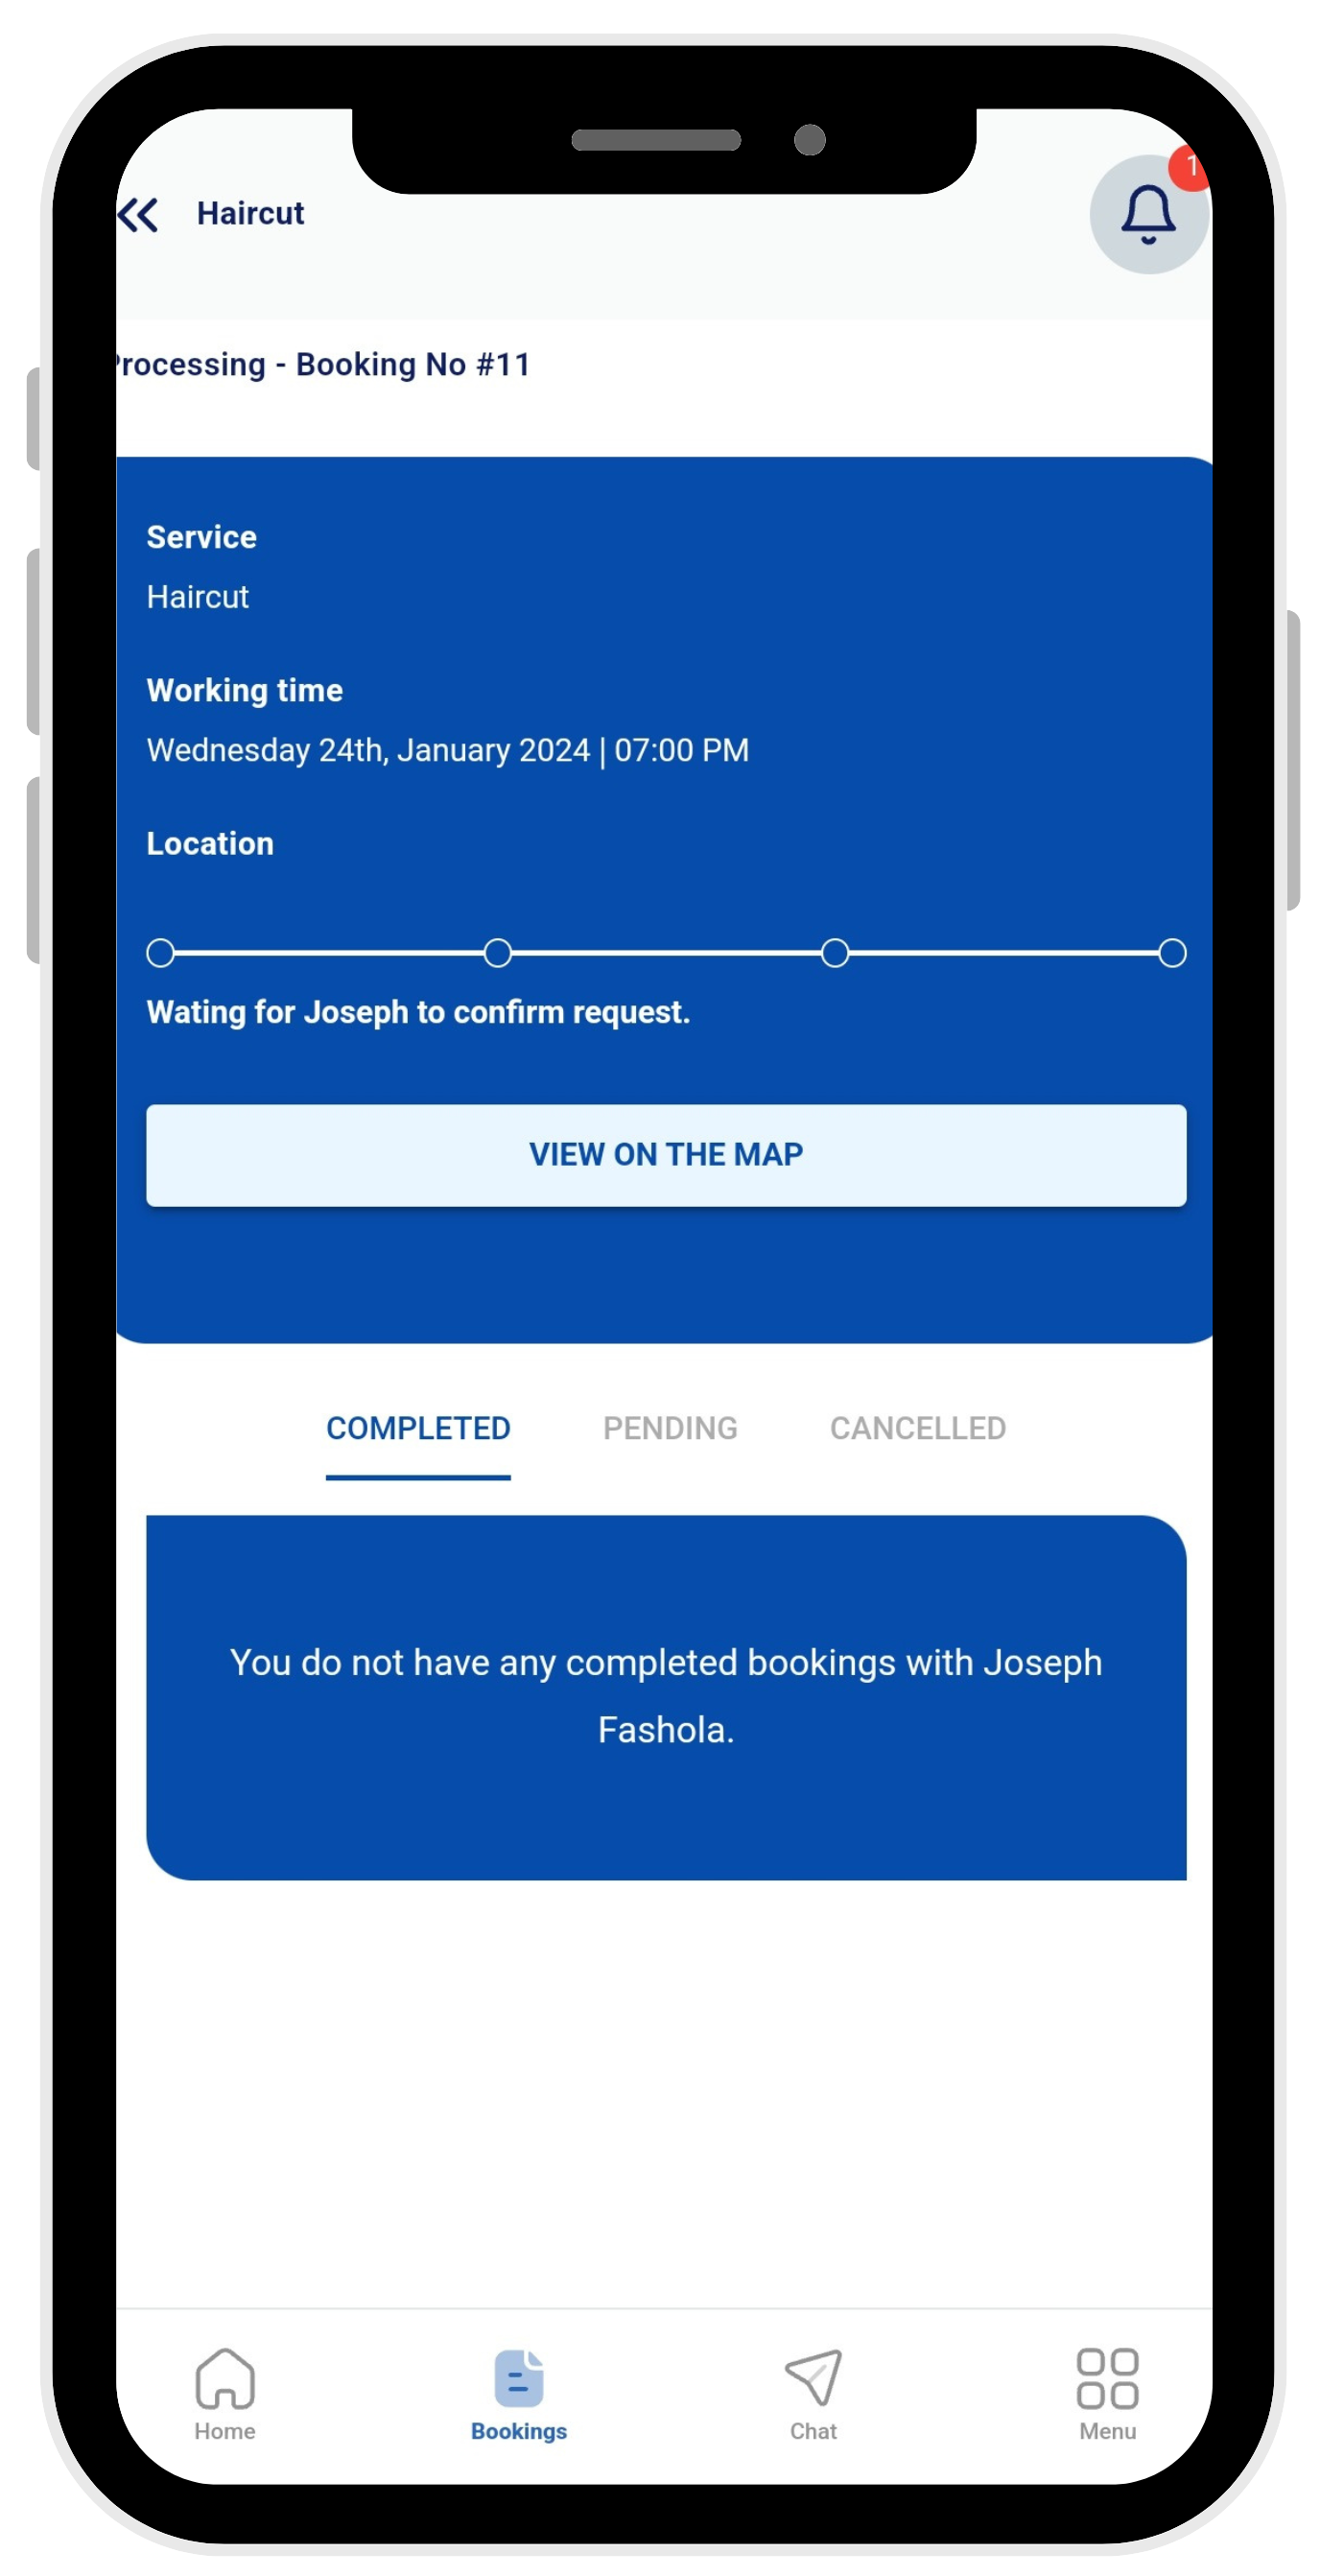 Haircut
1
Processing - Booking No #11
Service
Haircut
Working time
Wednesday 24th, January 2024 | 07:00 PM
Location
Wating for Joseph to confirm request.
VIEW ON THE MAP
COMPLETED PENDING CANCELLED
You do not have any completed bookings with Joseph
Fashola.
Home Bookings Chat Menu